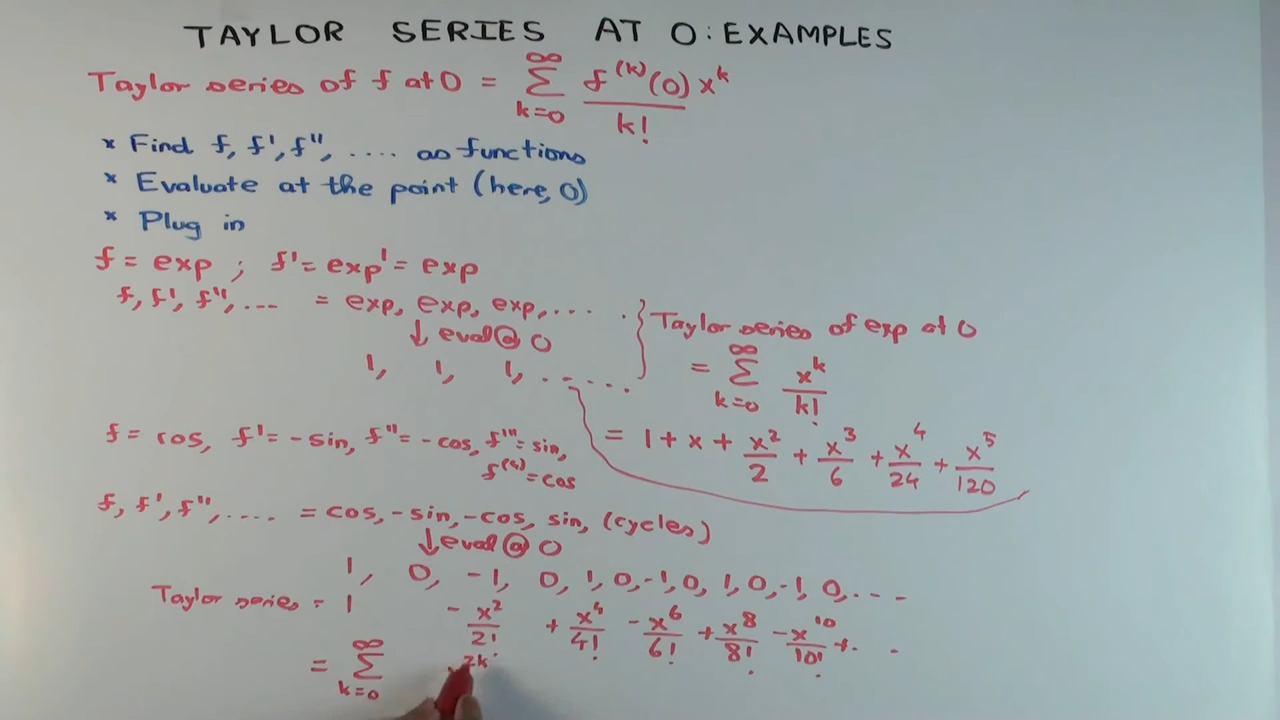 TAYLOR SERIES AT 0: EXAMPLES
Taylor series of f at 0 = ∑_{k=0}^{∞} f^{(k)}(0) x^k / k!
* Find f, f', f'', .... as functions
* Evaluate at the point (here, 0)
* Plug in
f = exp ; f' = exp' = exp
f, f', f'', ... = exp, exp, exp, ....
↓ eval @ 0
1, 1, 1, ......
} Taylor series of exp at 0
= ∑_{k=0}^{∞} x^k / k!
= 1 + x + x^2/2 + x^3/6 + x^4/24 + x^5/120
f = cos, f' = -sin, f'' = -cos, f''' = sin,
f^{(4)} = cos
f, f', f'', .... = cos, -sin, -cos, sin, (cycles)
↓ eval @ 0
1, 0, -1, 0, 1, 0, -1, 0, 1, 0, -1, 0, ...
Taylor series = 1 - x^2/2! + x^4/4! - x^6/6! + x^8/8! - x^10/10! + . .
= ∑_{k=0}^{∞} 2k